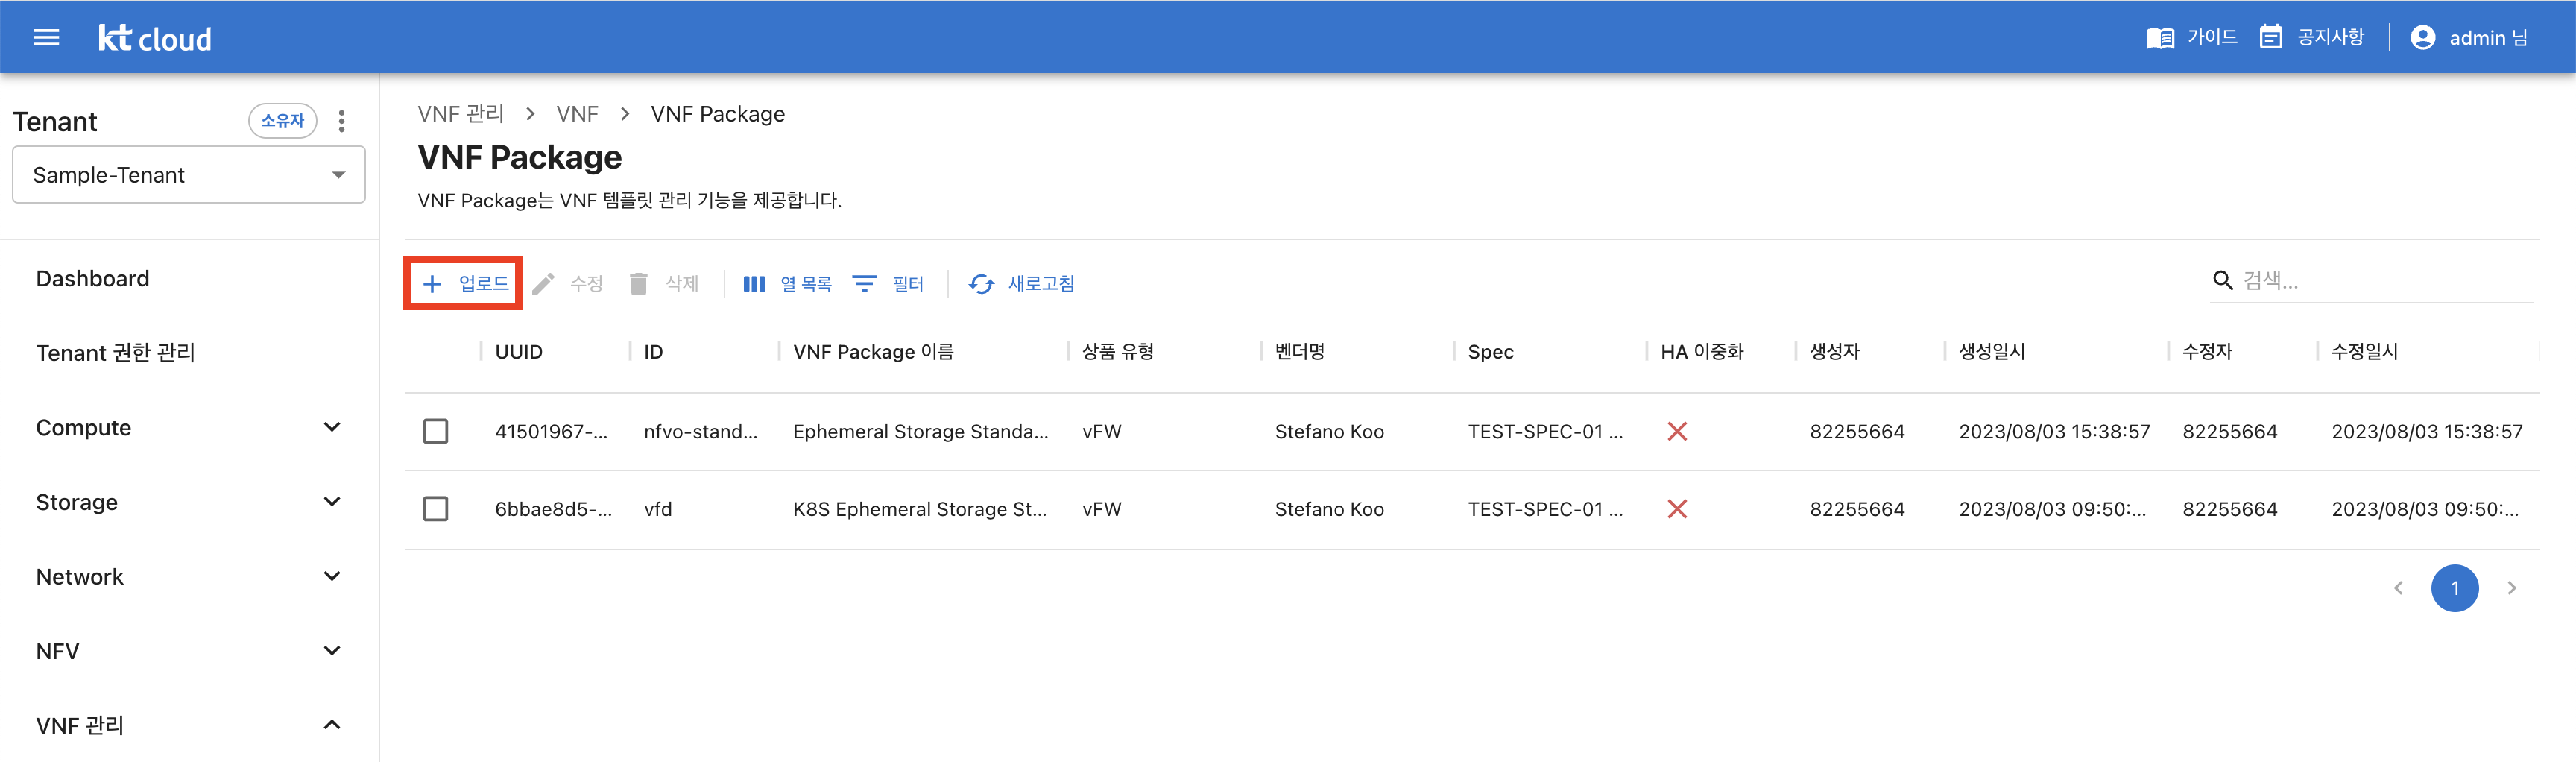 kt cloud
가이드
공지사항
admin 님
Tenant
소유자
Sample-Tenant
Dashboard
Tenant 권한 관리
Compute
Storage
Network
NFV
VNF 관리
VNF 관리 > VNF > VNF Package
VNF Package
VNF Package는 VNF 템플릿 관리 기능을 제공합니다.
+ 업로드 수정 삭제 열 목록 필터 새로고침
검색...
UUID ID VNF Package 이름 상품 유형 벤더명 Spec HA 이중화 생성자 생성일시 수정자 수정일시
41501967-... nfvo-stand... Ephemeral Storage Standa... vFW Stefano Koo TEST-SPEC-01 ... 82255664 2023/08/03 15:38:57 82255664 2023/08/03 15:38:57
6bbae8d5-... vfd K8S Ephemeral Storage St... vFW Stefano Koo TEST-SPEC-01 ... 82255664 2023/08/03 09:50:... 82255664 2023/08/03 09:50:...
1